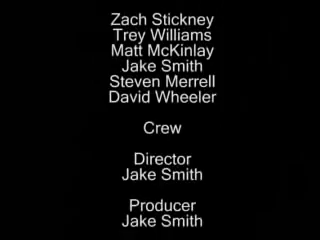 Zach Stickney
Trey Williams
Matt McKinlay
Jake Smith
Steven Merrell
David Wheeler
Crew
Director
Jake Smith
Producer
Jake Smith